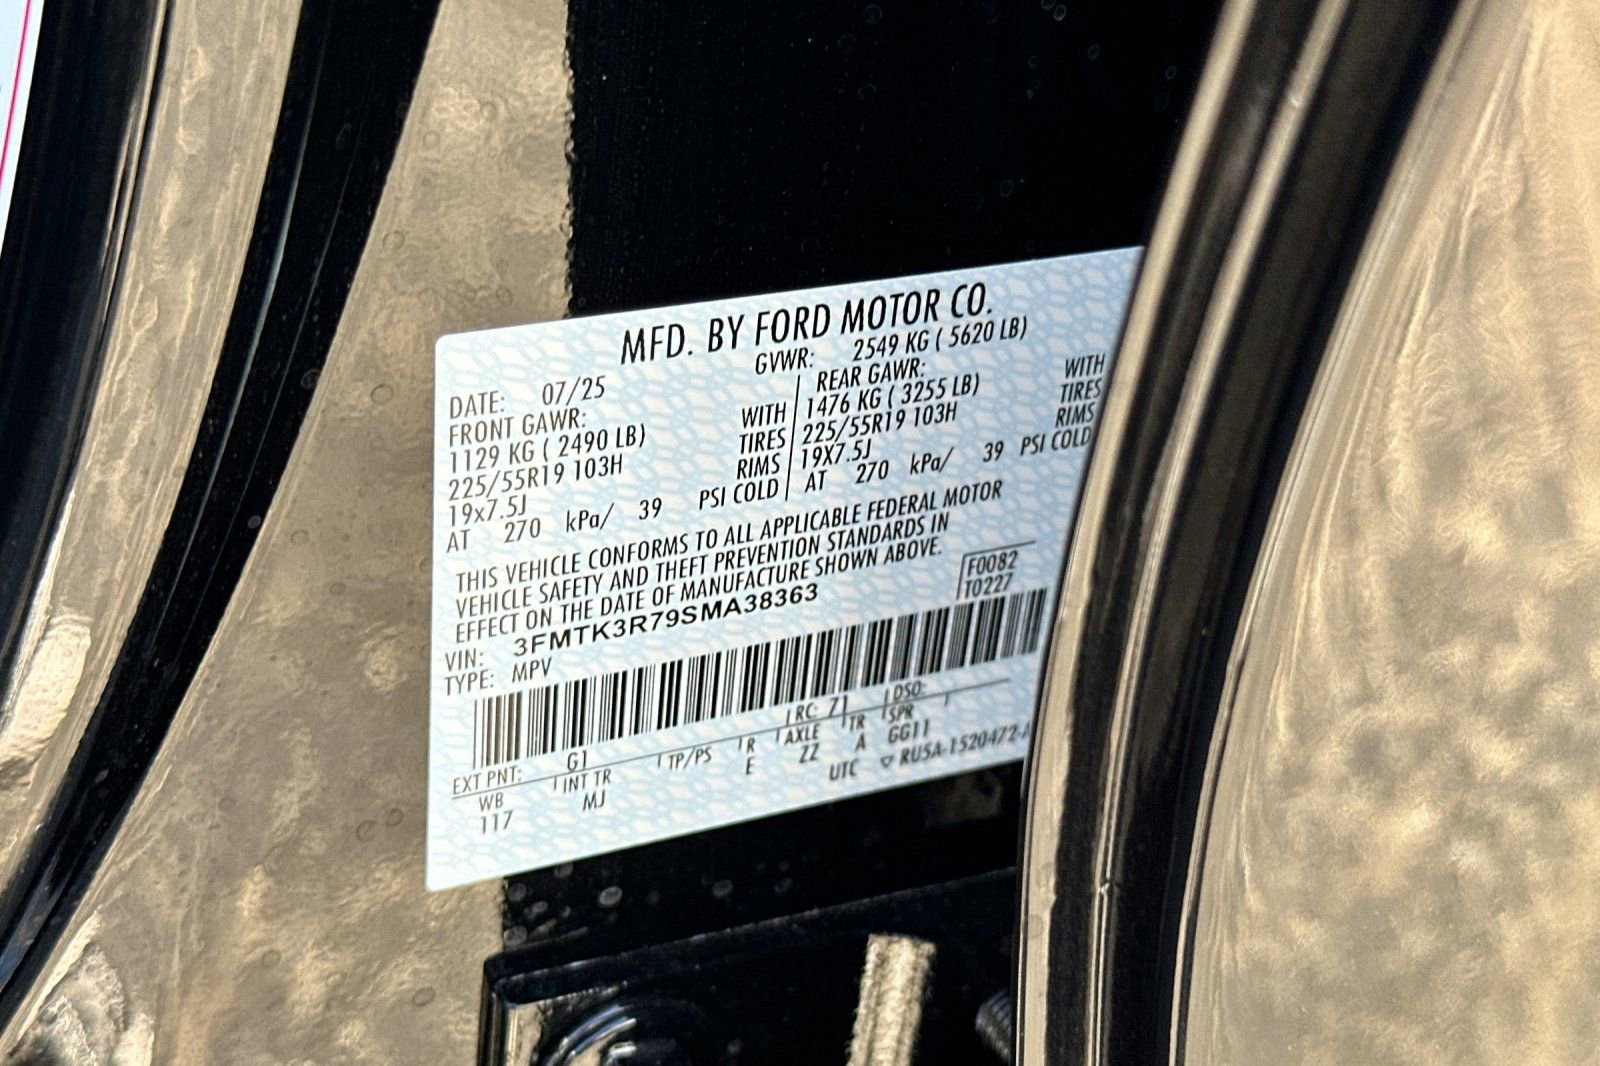 MFD. BY FORD MOTOR CO.
DATE: 07/25 GVWR: 2549 KG ( 5620 LB)
FRONT GAWR: WITH REAR GAWR: WITH
1129 KG ( 2490 LB) TIRES 1476 KG ( 3255 LB) TIRES
225/55R19 103H RIMS 225/55R19 103H RIMS
19x7.5J 19X7.5J
AT 270 kPa/ 39 PSI COLD AT 270 kPa/ 39 PSI COLD
THIS VEHICLE CONFORMS TO ALL APPLICABLE FEDERAL MOTOR
VEHICLE SAFETY AND THEFT PREVENTION STANDARDS IN
EFFECT ON THE DATE OF MANUFACTURE SHOWN ABOVE.
F0082
T0227
VIN: 3FMTK3R79SMA38363
TYPE: MPV
EXT PNT: G1 RC: Z1 DSO:
WB INT TR TP/PS R AXLE TR SPR
117 MJ E ZZ A GG11
UTC ▽ RU5A-1520472-